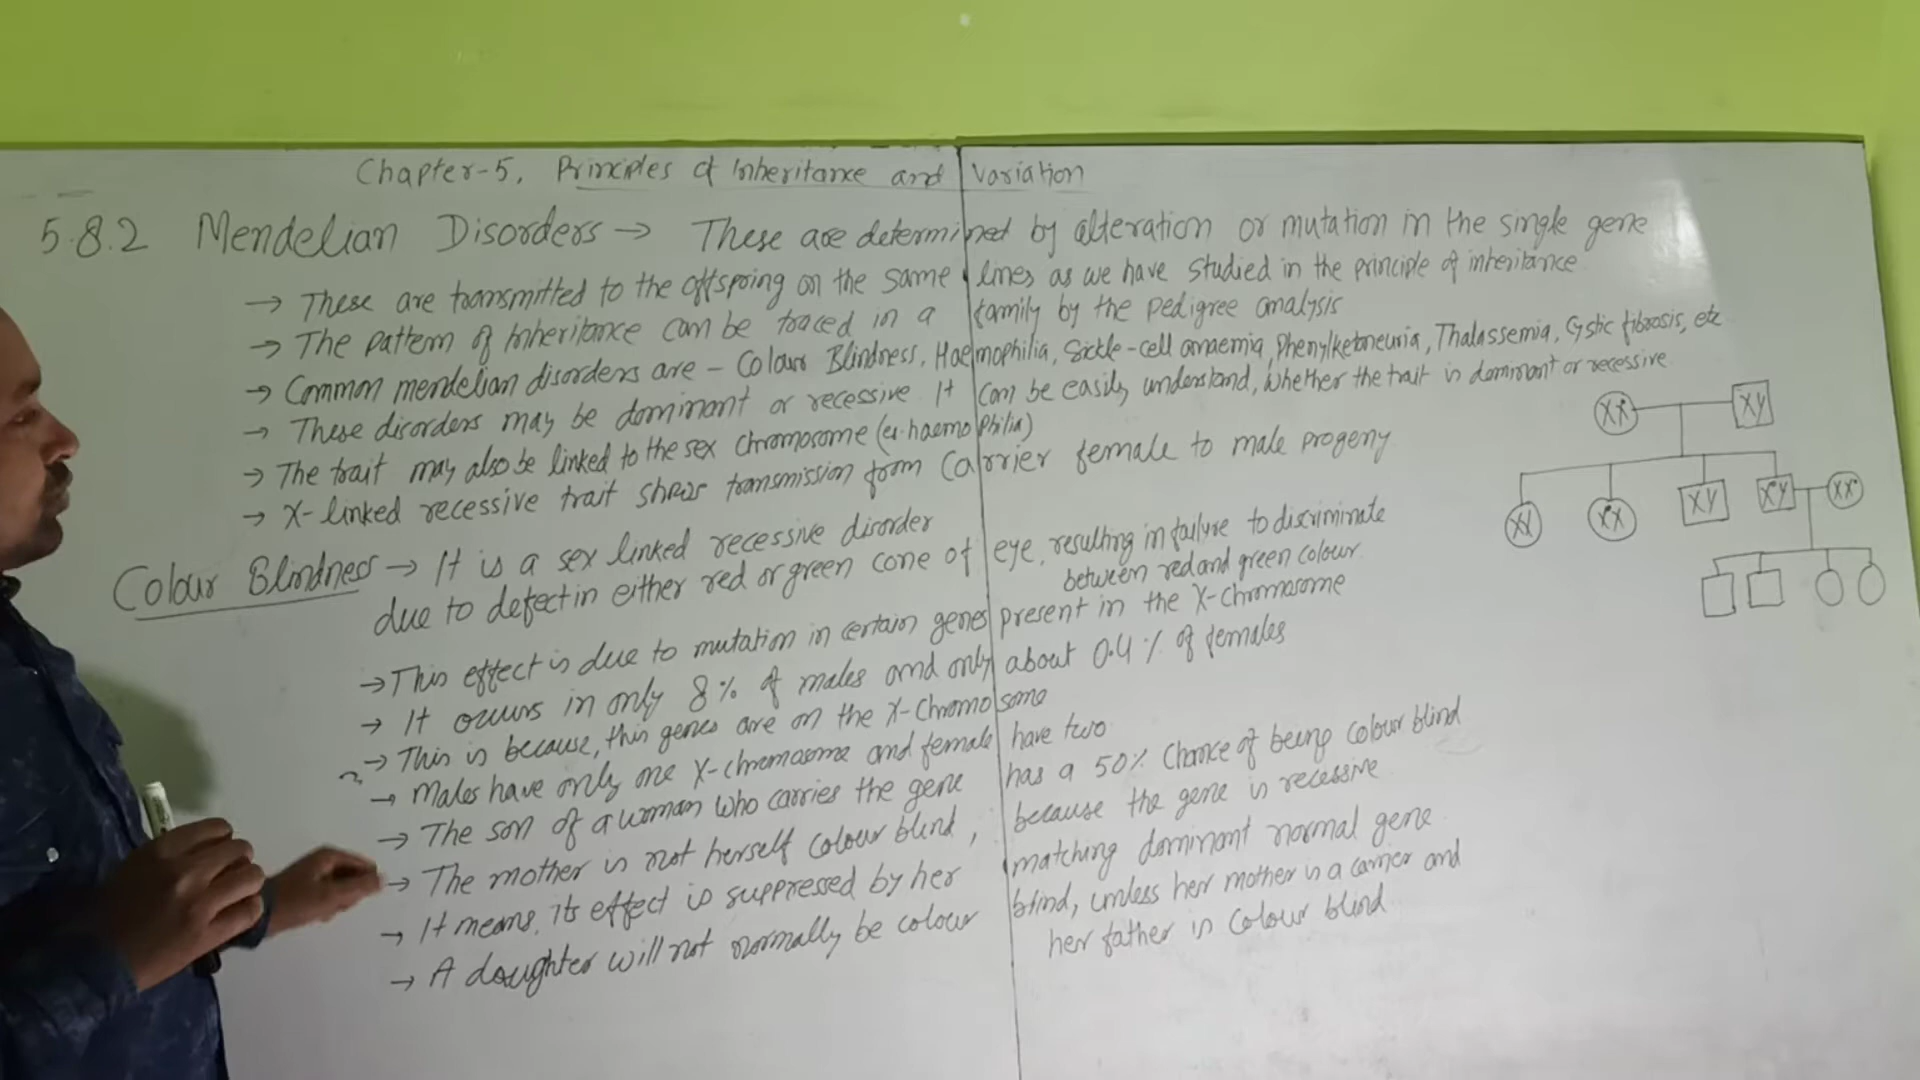 Chapter-5, Principles of Inheritance and Variation
5.8.2 Mendelian Disorders → These are determined by alteration or mutation in the single gene
→ These are transmitted to the offspring on the same lines as we have studied in the principle of inheritance
→ The pattern of inheritance can be traced in a family by the pedigree analysis
→ Common mendelian disorders are - Colour Blindness, Haemophilia, Sickle-cell anaemia, Phenylketoneuria, Thalassemia, Cystic fibrosis, etc
→ These disorders may be dominant or recessive It can be easily understand, whether the trait is dominant or recessive
→ The trait may also be linked to the sex chromosome (ex. haemophilia)
→ X-linked recessive trait shows transmission from carrier female to male progeny
Colour Blindness → It is a sex linked recessive disorder
due to defect in either red or green cone of eye, resulting in failure to discriminate
between red and green colour.
→ This effect is due to mutation in certain genes present in the X-chromosome
→ It occurs in only 8% of males and only about 0.4% of females
→ This is because, this genes are on the X-chromosome
→ Males have only one X-chromosome and female have two
→ The son of a woman who carries the gene has a 50% chance of being colour blind
→ The mother is not herself colour blind, because the gene is recessive
→ It means, its effect is suppressed by her matching dominant normal gene
→ A daughter will not normally be colour blind, unless her mother is a carrier and
her father is colour blind
XX• XY
XX X•X XY X•Y XX•